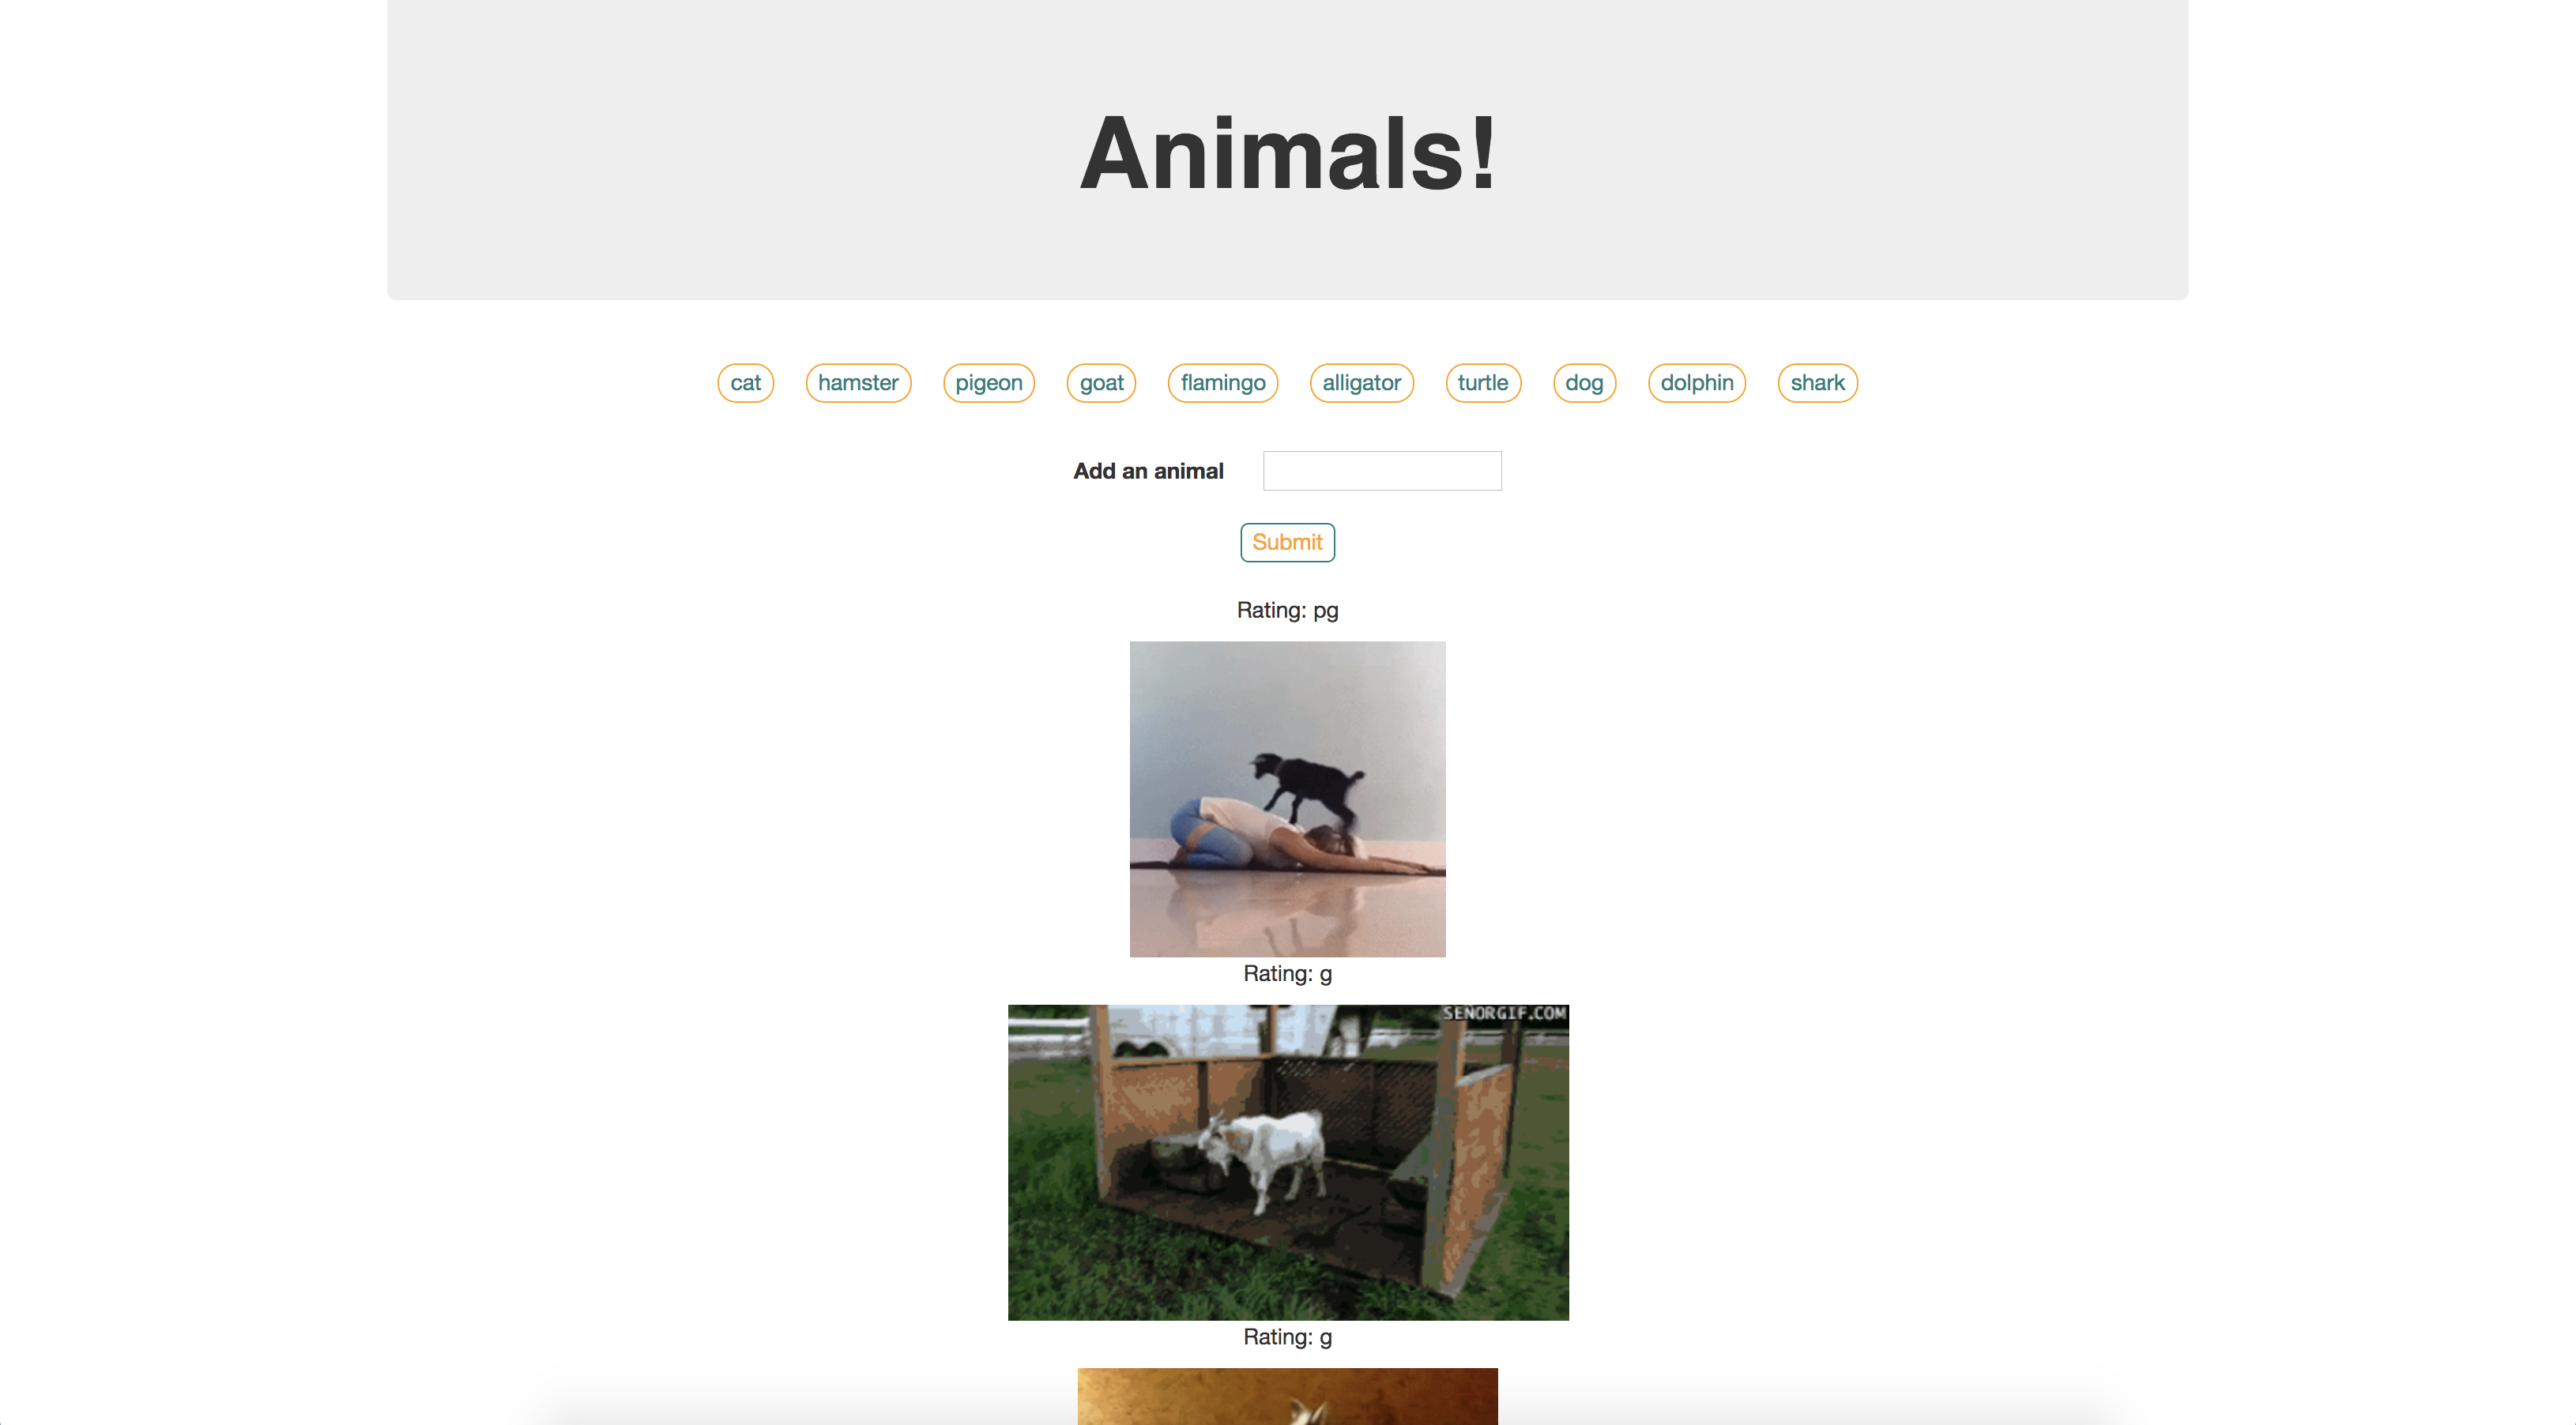 Animals!
cat hamster pigeon goat flamingo alligator turtle dog dolphin shark
Add an animal
Submit
Rating: pg
Rating: g
SENORGIF.COM
Rating: g